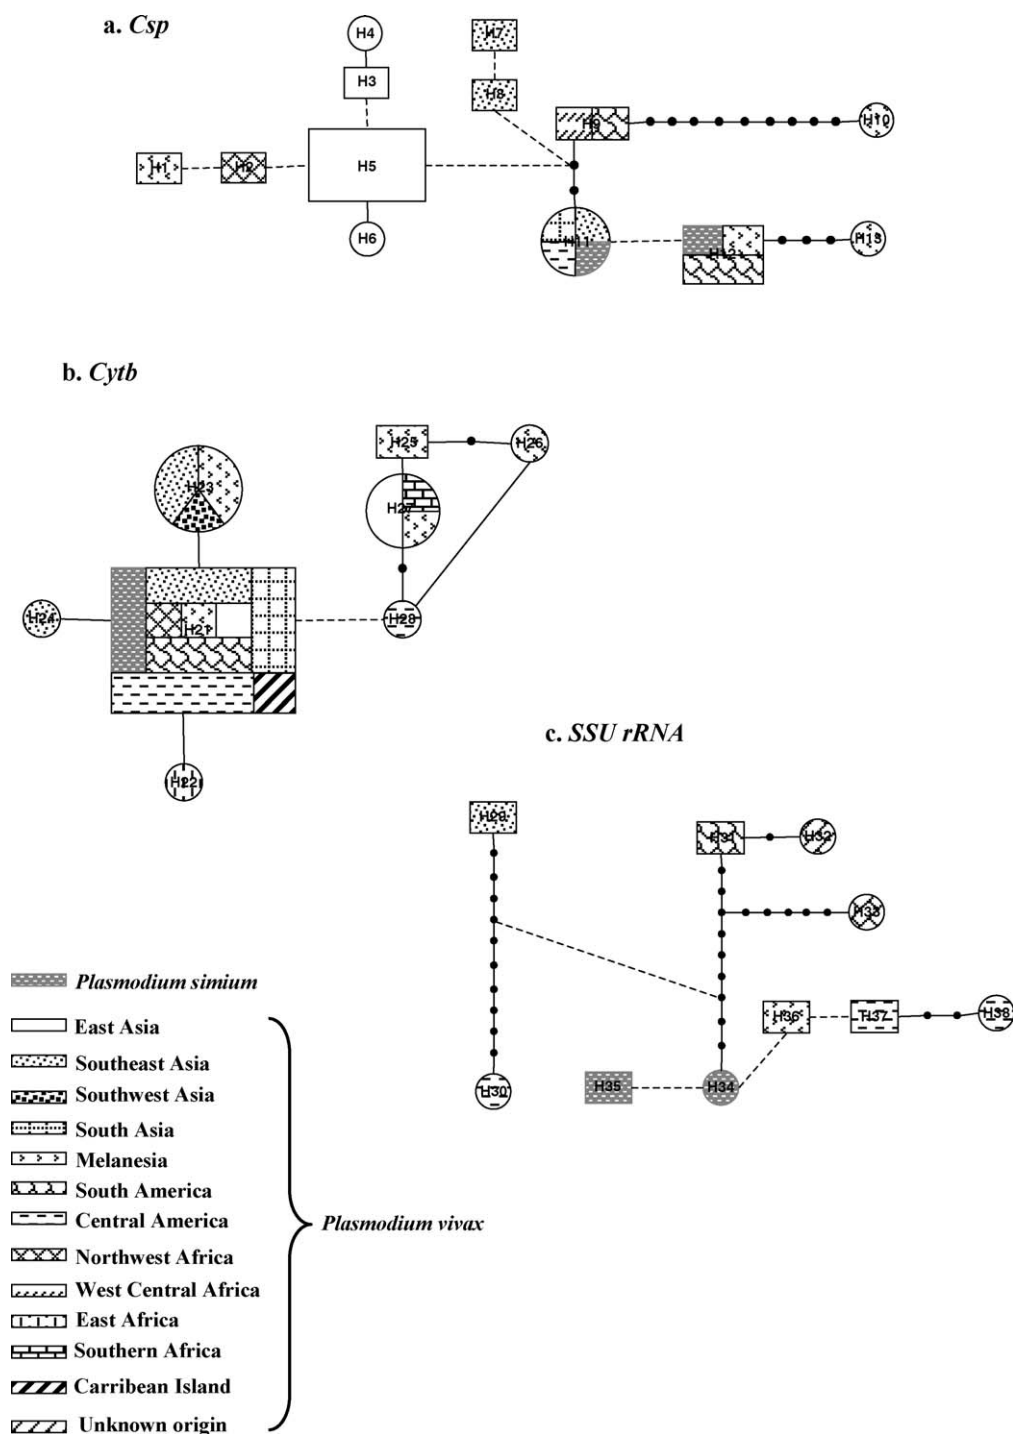 a. Csp
H4
H7
H3
H8
H9
H10
H1
H2
H5
H6
H11
H12
H13
b. Cytb
H25
H26
H23
H27
H24
H21
H28
H22
c. SSU rRNA
H29
H31
H32
H33
H36
H37
H38
H30
H35
H34
Plasmodium simium
East Asia
Southeast Asia
Southwest Asia
South Asia
Melanesia
South America
Central America
Plasmodium vivax
Northwest Africa
West Central Africa
East Africa
Southern Africa
Carribean Island
Unknown origin